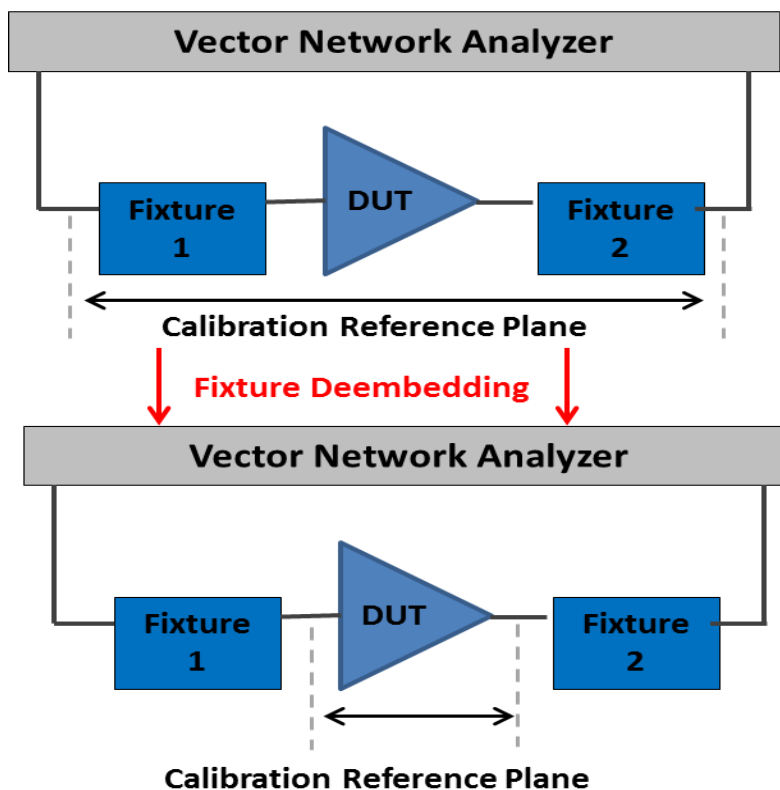 Vector Network Analyzer
Fixture
1
DUT
Fixture
2
Calibration Reference Plane
Fixture Deembedding
Vector Network Analyzer
Fixture
1
DUT
Fixture
2
Calibration Reference Plane